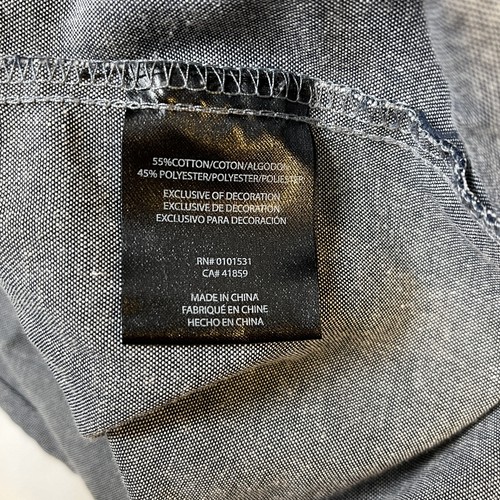 55%COTTON/COTON/ALGODON
45% POLYESTER/POLYESTER/POLIESTER
EXCLUSIVE OF DECORATION
EXCLUSIVE DE DÉCORATION
EXCLUSIVO PARA DECORACIÓN
RN# 0101531
CA# 41859
MADE IN CHINA
FABRIQUÉ EN CHINE
HECHO EN CHINA